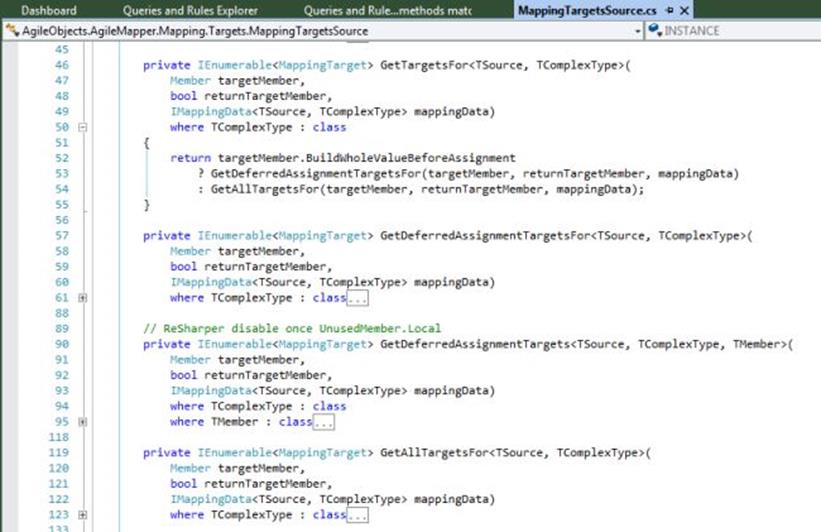 Dashboard Queries and Rules Explorer Queries and Rule...methods matc MappingTargetsSource.cs
AgileObjects.AgileMapper.Mapping.Targets.MappingTargetsSource INSTANCE
45
46 private IEnumerable<MappingTarget> GetTargetsFor<TSource, TComplexType>(
47 Member targetMember,
48 bool returnTargetMember,
49 IMappingData<TSource, TComplexType> mappingData)
50 where TComplexType : class
51 {
52 return targetMember.BuildWholeValueBeforeAssignment
53 ? GetDeferredAssignmentTargetsFor(targetMember, returnTargetMember, mappingData)
54 : GetAllTargetsFor(targetMember, returnTargetMember, mappingData);
55 }
56
57 private IEnumerable<MappingTarget> GetDeferredAssignmentTargetsFor<TSource, TComplexType>(
58 Member targetMember,
59 bool returnTargetMember,
60 IMappingData<TSource, TComplexType> mappingData)
61 where TComplexType : class...
88
89 // ReSharper disable once UnusedMember.Local
90 private IEnumerable<MappingTarget> GetDeferredAssignmentTargets<TSource, TComplexType, TMember>(
91 Member targetMember,
92 bool returnTargetMember,
93 IMappingData<TSource, TComplexType> mappingData)
94 where TComplexType : class
95 where TMember : class...
118
119 private IEnumerable<MappingTarget> GetAllTargetsFor<TSource, TComplexType>(
120 Member targetMember,
121 bool returnTargetMember,
122 IMappingData<TSource, TComplexType> mappingData)
123 where TComplexType : class...
133